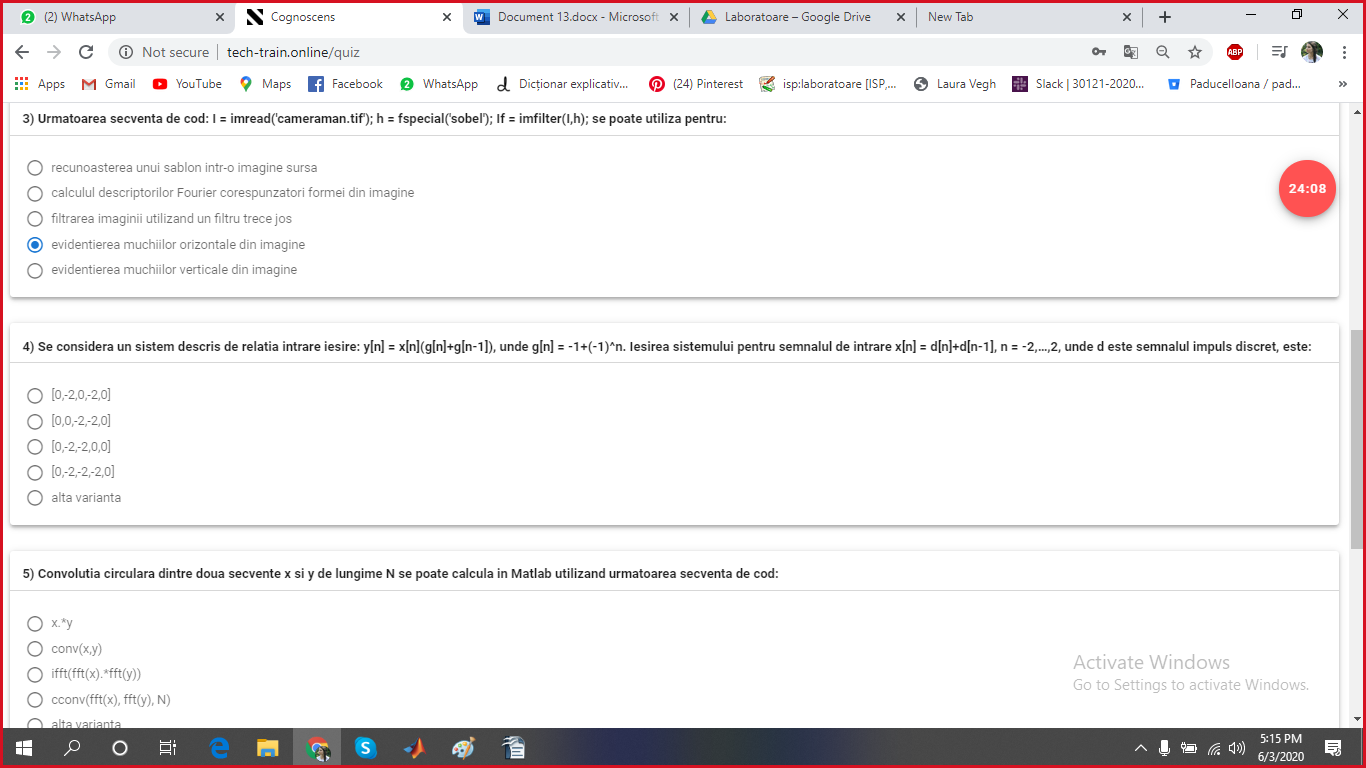 (2) WhatsApp
Cognoscens
Document 13.docx - Microsoft
Laboratoare – Google Drive
New Tab
Not secure
tech-train.online/quiz
ABP
Apps
Gmail
YouTube
Maps
Facebook
WhatsApp
Dicționar explicativ...
(24) Pinterest
isp:laboratoare [ISP,...
Laura Vegh
Slack | 30121-2020...
PaduceIIoana / pad...
3) Urmatoarea secventa de cod: I = imread('cameraman.tif'); h = fspecial('sobel'); If = imfilter(I,h); se poate utiliza pentru:
recunoasterea unui sablon intr-o imagine sursa
calculul descriptorilor Fourier corespunzatori formei din imagine
filtrarea imaginii utilizand un filtru trece jos
evidentierea muchiilor orizontale din imagine
evidentierea muchiilor verticale din imagine
24:08
4) Se considera un sistem descris de relatia intrare iesire: y[n] = x[n](g[n]+g[n-1]), unde g[n] = -1+(-1)^n. Iesirea sistemului pentru semnalul de intrare x[n] = d[n]+d[n-1], n = -2,...,2, unde d este semnalul impuls discret, este:
[0,-2,0,-2,0]
[0,0,-2,-2,0]
[0,-2,-2,0,0]
[0,-2,-2,-2,0]
alta varianta
5) Convolutia circulara dintre doua secvente x si y de lungime N se poate calcula in Matlab utilizand urmatoarea secventa de cod:
x.*y
conv(x,y)
ifft(fft(x).*fft(y))
cconv(fft(x), fft(y), N)
alta varianta
Activate Windows
Go to Settings to activate Windows.
5:15 PM
6/3/2020